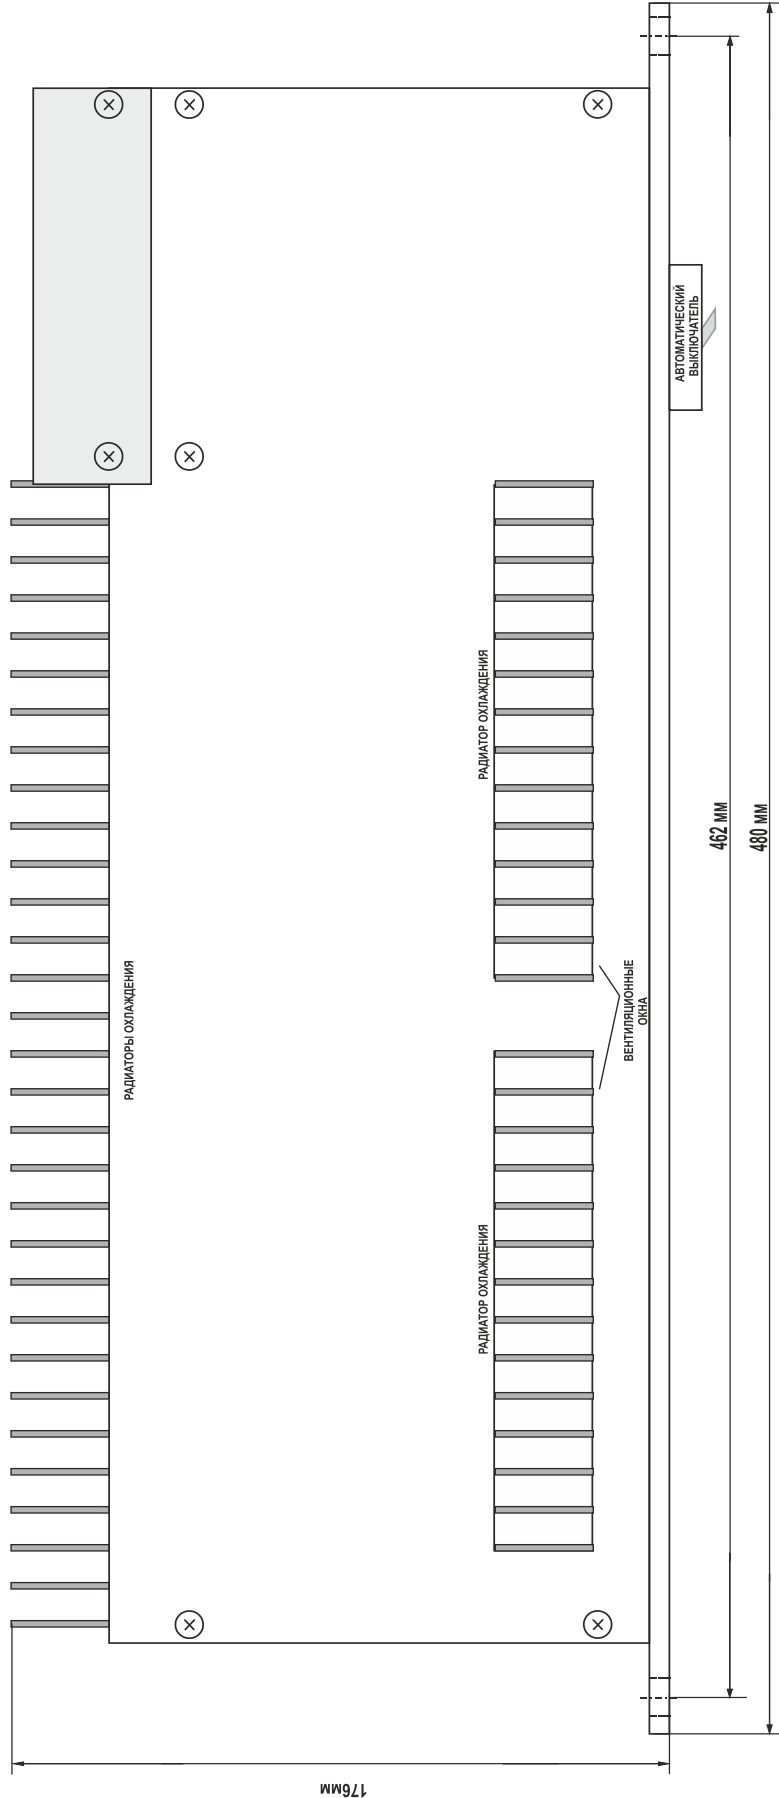 АВТОМАТИЧЕСКИЙ
ВЫКЛЮЧАТЕЛЬ
РАДИАТОР ОХЛАЖДЕНИЯ
462 мм
480 мм
РАДИАТОРЫ ОХЛАЖДЕНИЯ
ВЕНТИЛЯЦИОННЫЕ
ОКНА
РАДИАТОР ОХЛАЖДЕНИЯ
176мм